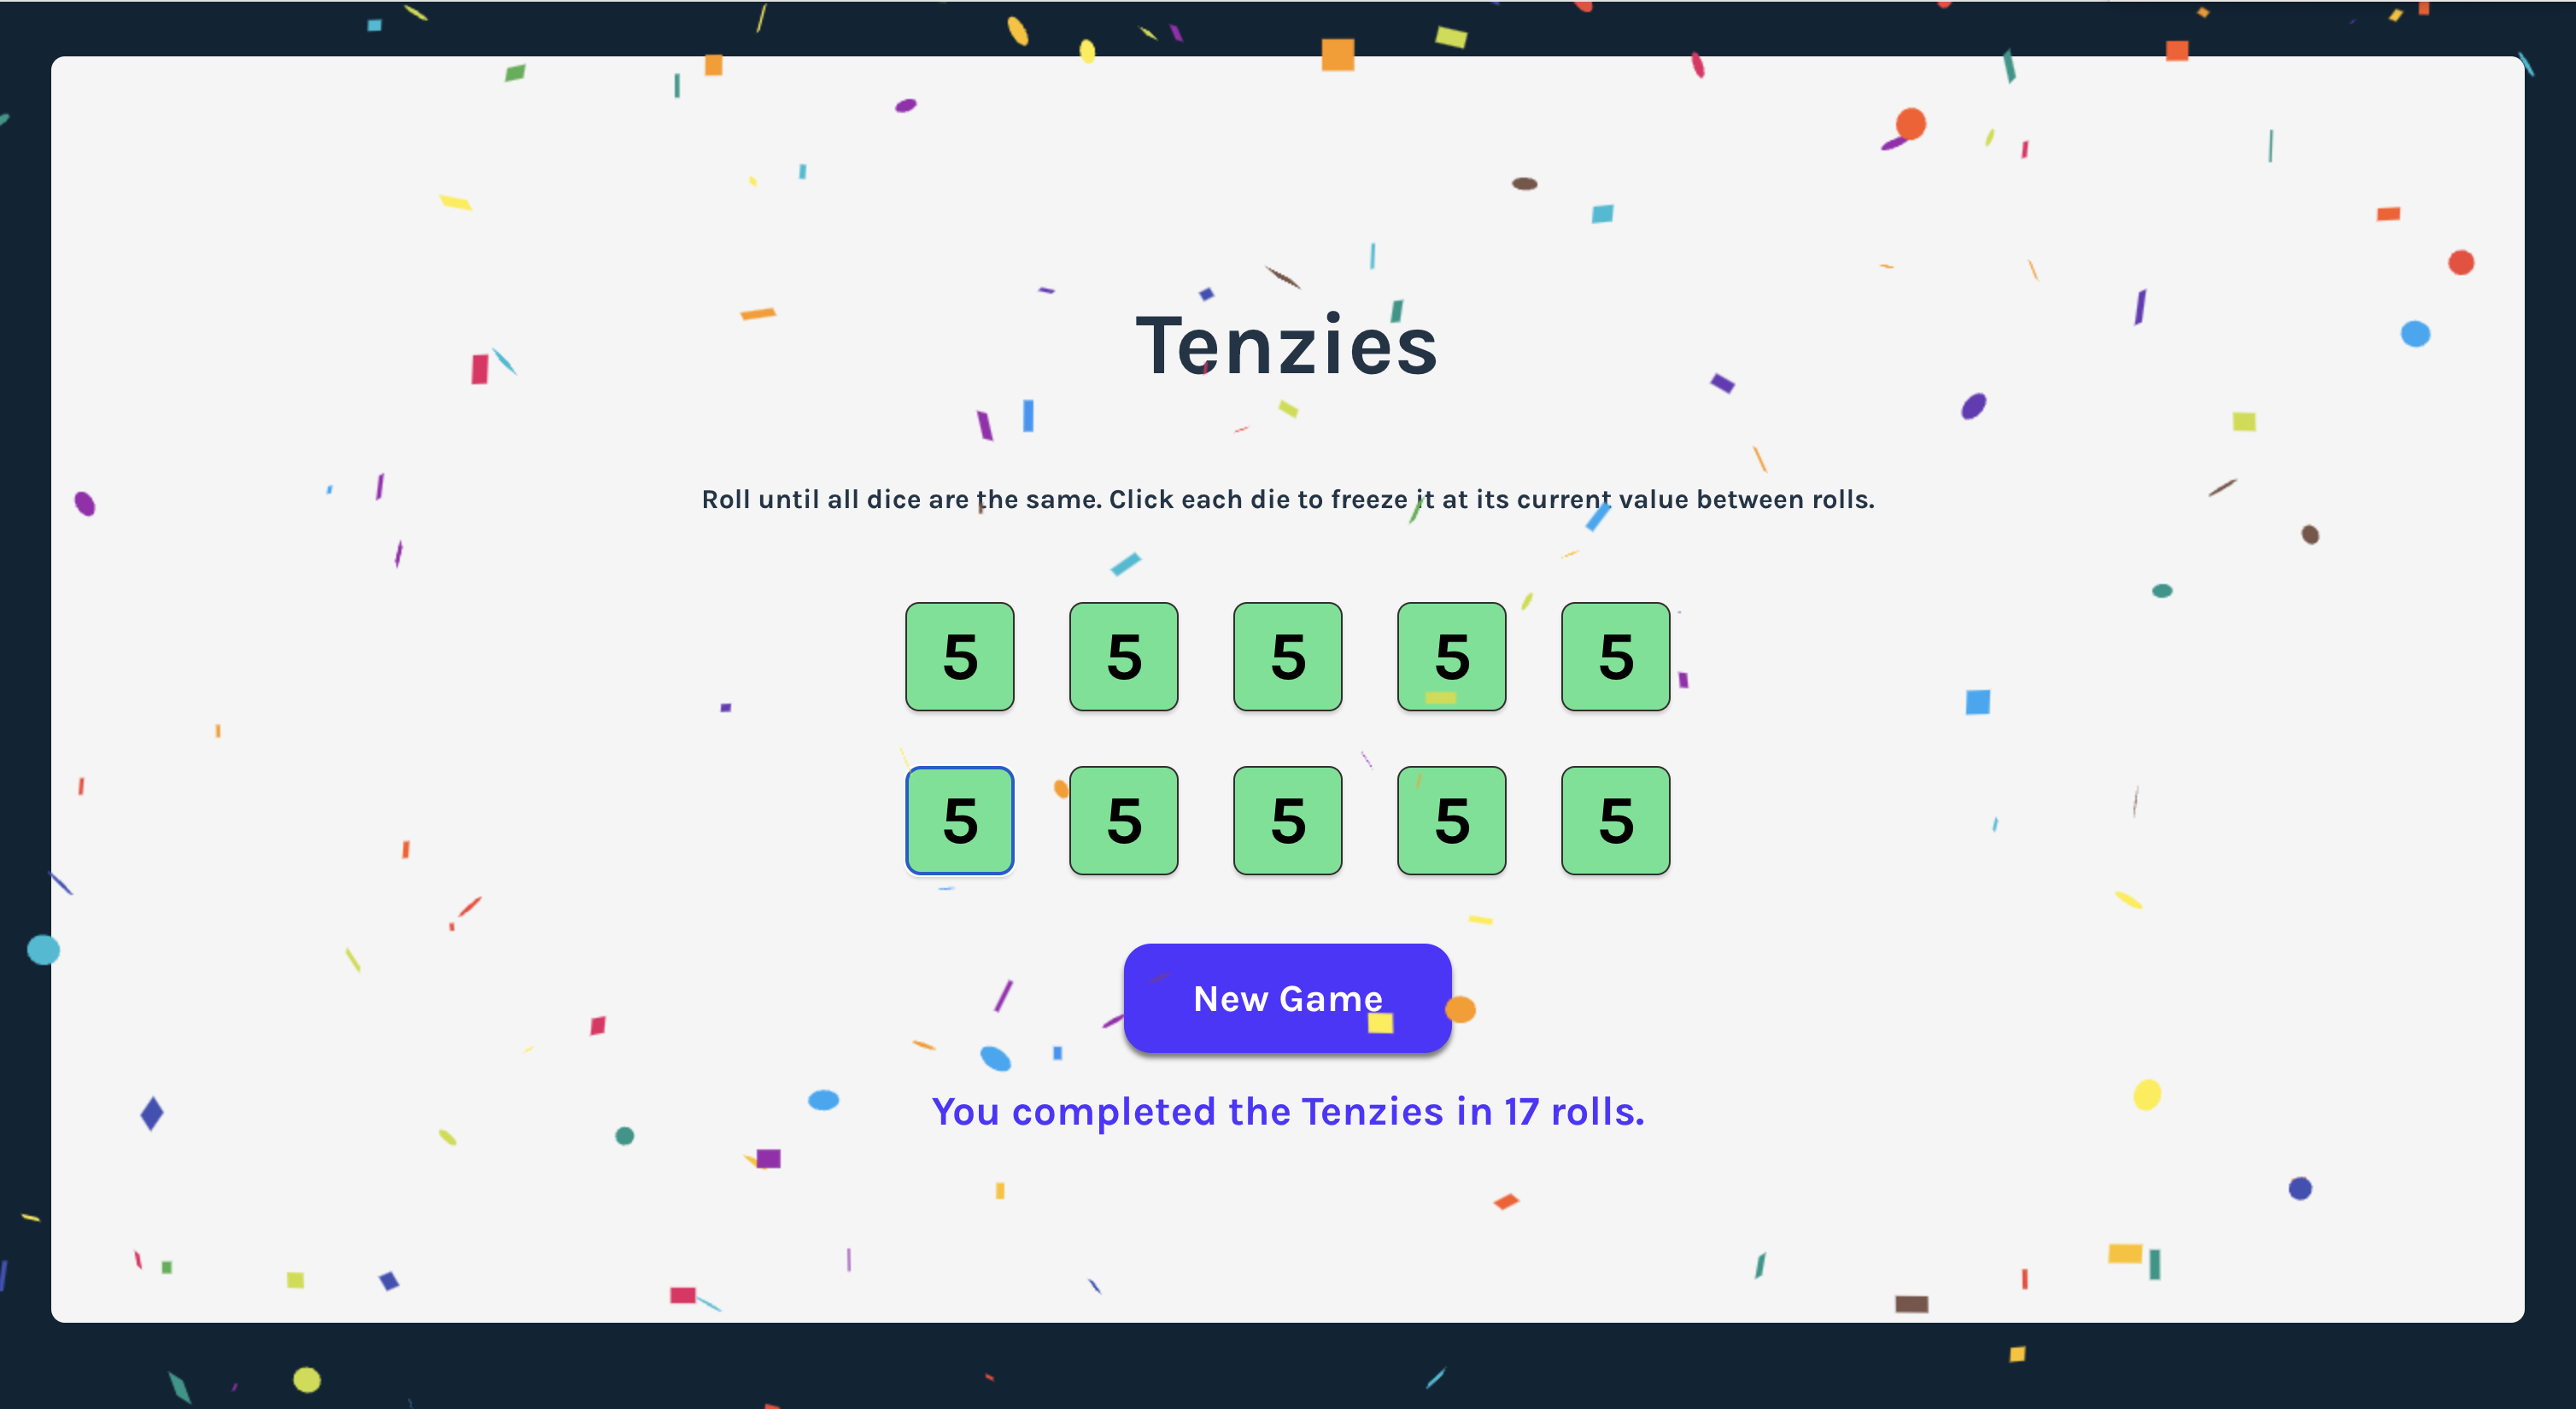 Tenzies
Roll until all dice are the same. Click each die to freeze it at its current value between rolls.
5 5 5 5 5
5 5 5 5 5
New Game
You completed the Tenzies in 17 rolls.